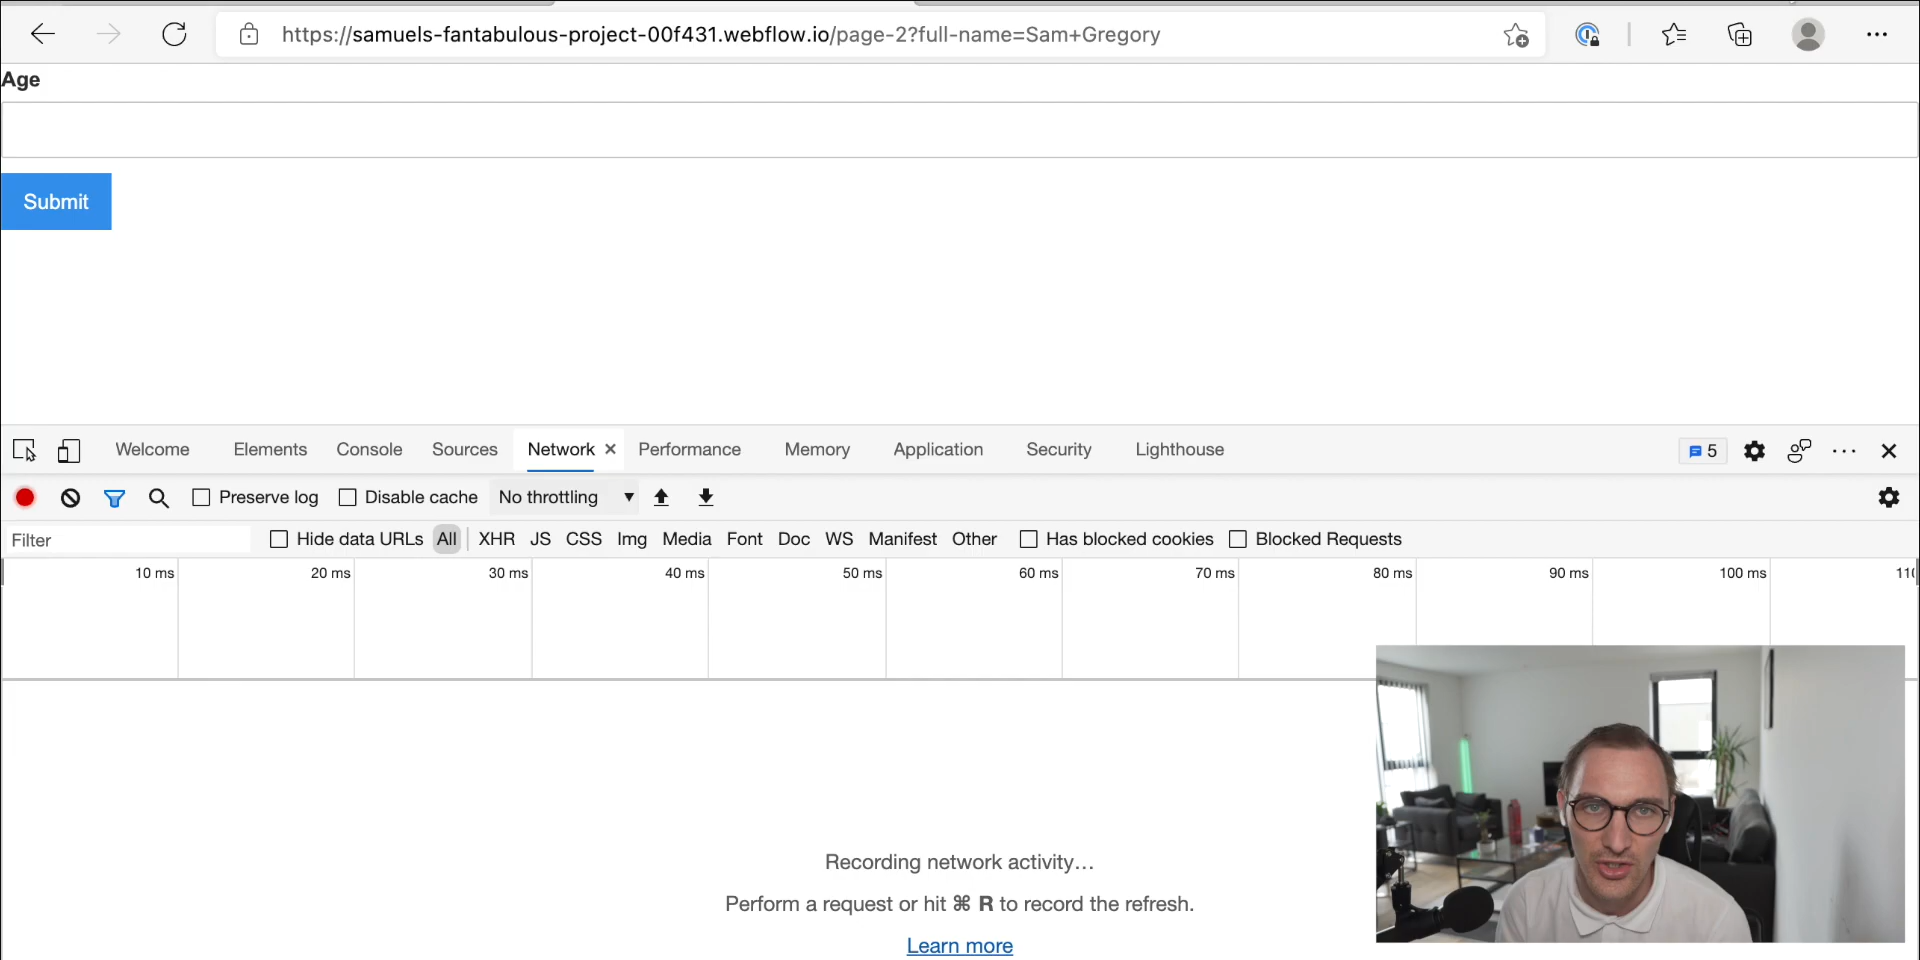 https://samuels-fantabulous-project-00f431.webflow.io/page-2?full-name=Sam+Gregory
Age
Submit
Welcome Elements Console Sources Network Performance Memory Application Security Lighthouse 5
Preserve log Disable cache No throttling
Filter Hide data URLs All XHR JS CSS Img Media Font Doc WS Manifest Other Has blocked cookies Blocked Requests
10 ms 20 ms 30 ms 40 ms 50 ms 60 ms 70 ms 80 ms 90 ms 100 ms
Recording network activity…
Perform a request or hit ⌘ R to record the refresh.
Learn more